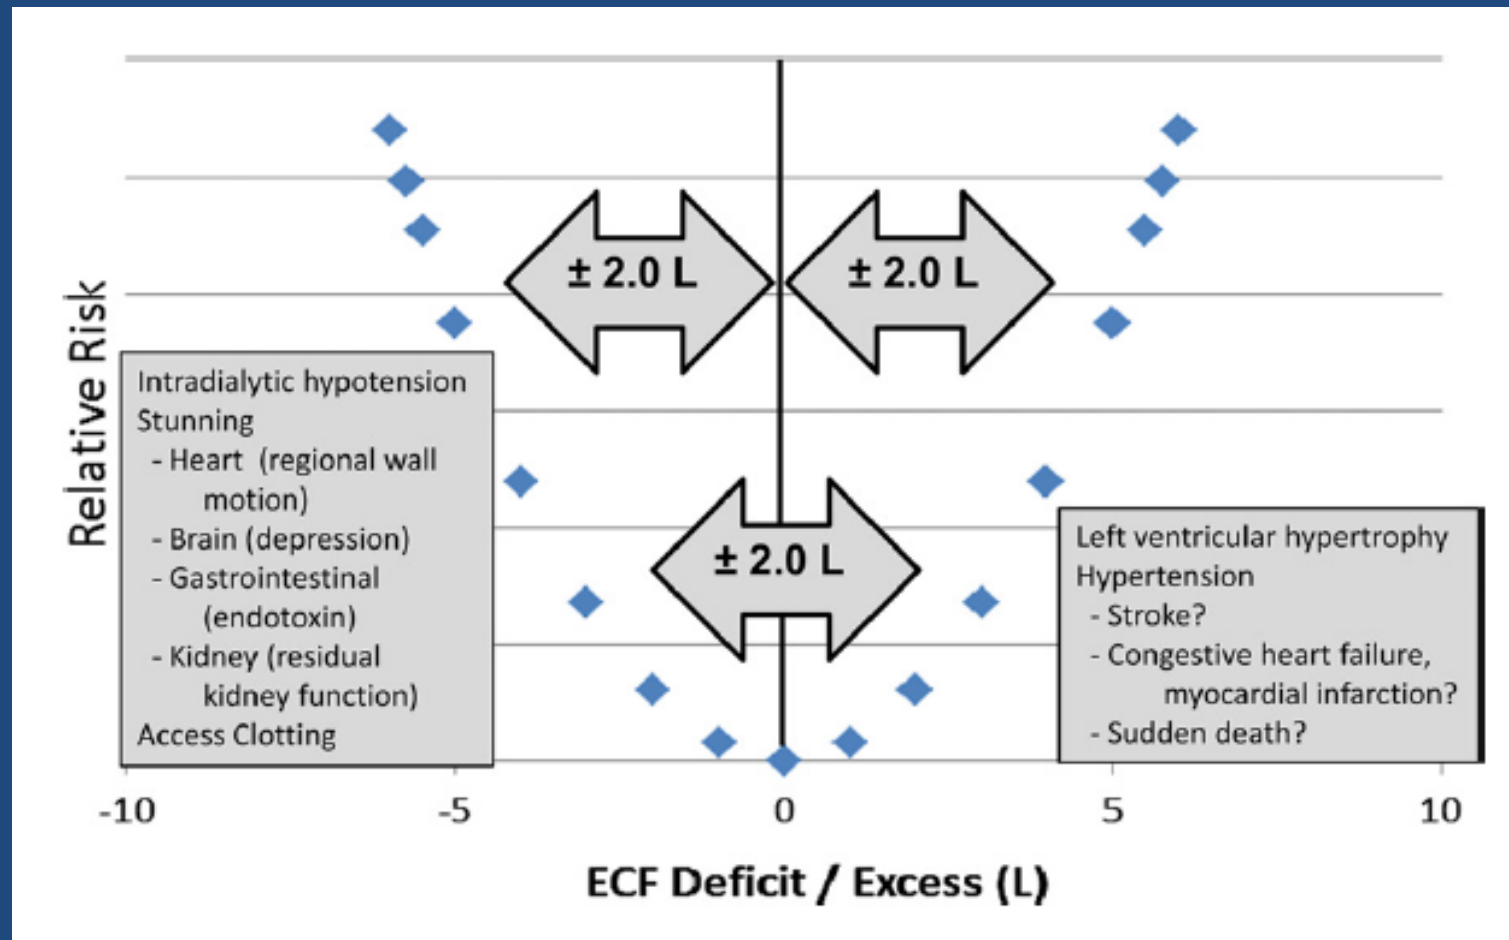 ± 2.0 L
± 2.0 L
Relative Risk
Intradialytic hypotension
Stunning
- Heart (regional wall
motion)
- Brain (depression)
- Gastrointestinal
(endotoxin)
- Kidney (residual
kidney function)
Access Clotting
± 2.0 L
Left ventricular hypertrophy
Hypertension
- Stroke?
- Congestive heart failure,
myocardial infarction?
- Sudden death?
-10
-5
0
5
10
ECF Deficit / Excess (L)